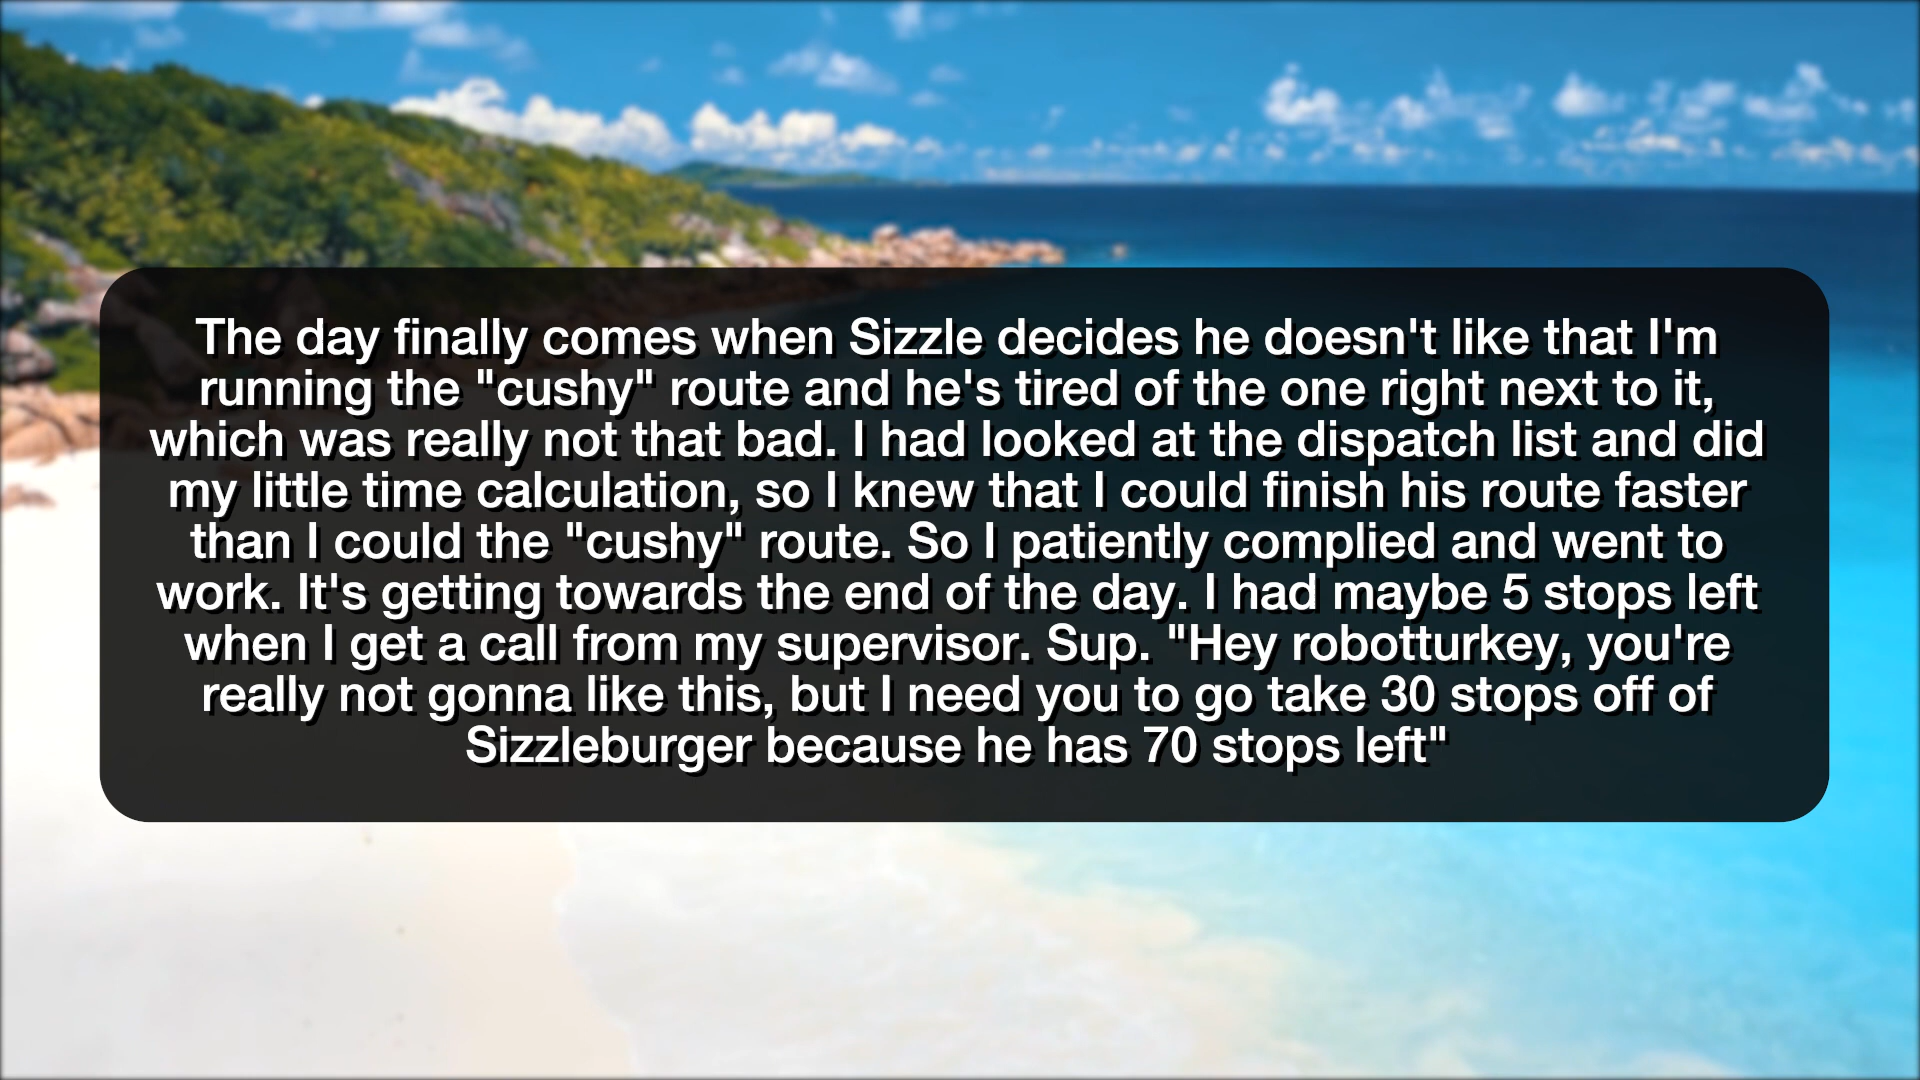 The day finally comes when Sizzle decides he doesn't like that I'm
running the "cushy" route and he's tired of the one right next to it,
which was really not that bad. I had looked at the dispatch list and did
my little time calculation, so I knew that I could finish his route faster
than I could the "cushy" route. So I patiently complied and went to
work. It's getting towards the end of the day. I had maybe 5 stops left
when I get a call from my supervisor. Sup. "Hey robotturkey, you're
really not gonna like this, but I need you to go take 30 stops off of
Sizzleburger because he has 70 stops left"